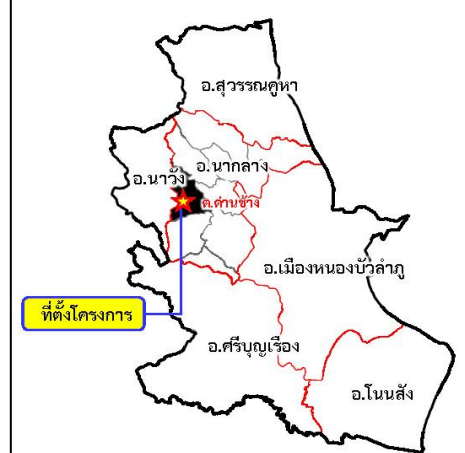 อ.สุวรรณคูหา
อ.นาวัง
อ.นากลาง
ต.ด่านช้าง
อ.เมืองหนองบัวลำภู
ที่ตั้งโครงการ
อ.ศรีบุญเรือง
อ.โนนสัง